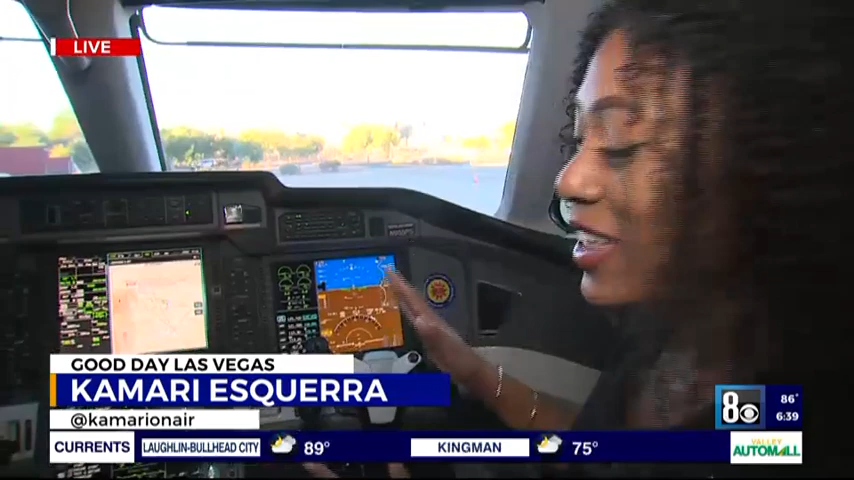 LIVE
GOOD DAY LAS VEGAS
KAMARI ESQUERRA
@kamarionair
8
86°
6:39
CURRENTS
LAUGHLIN-BULLHEAD CITY
89°
KINGMAN
75°
VALLEY
AUTOMALL